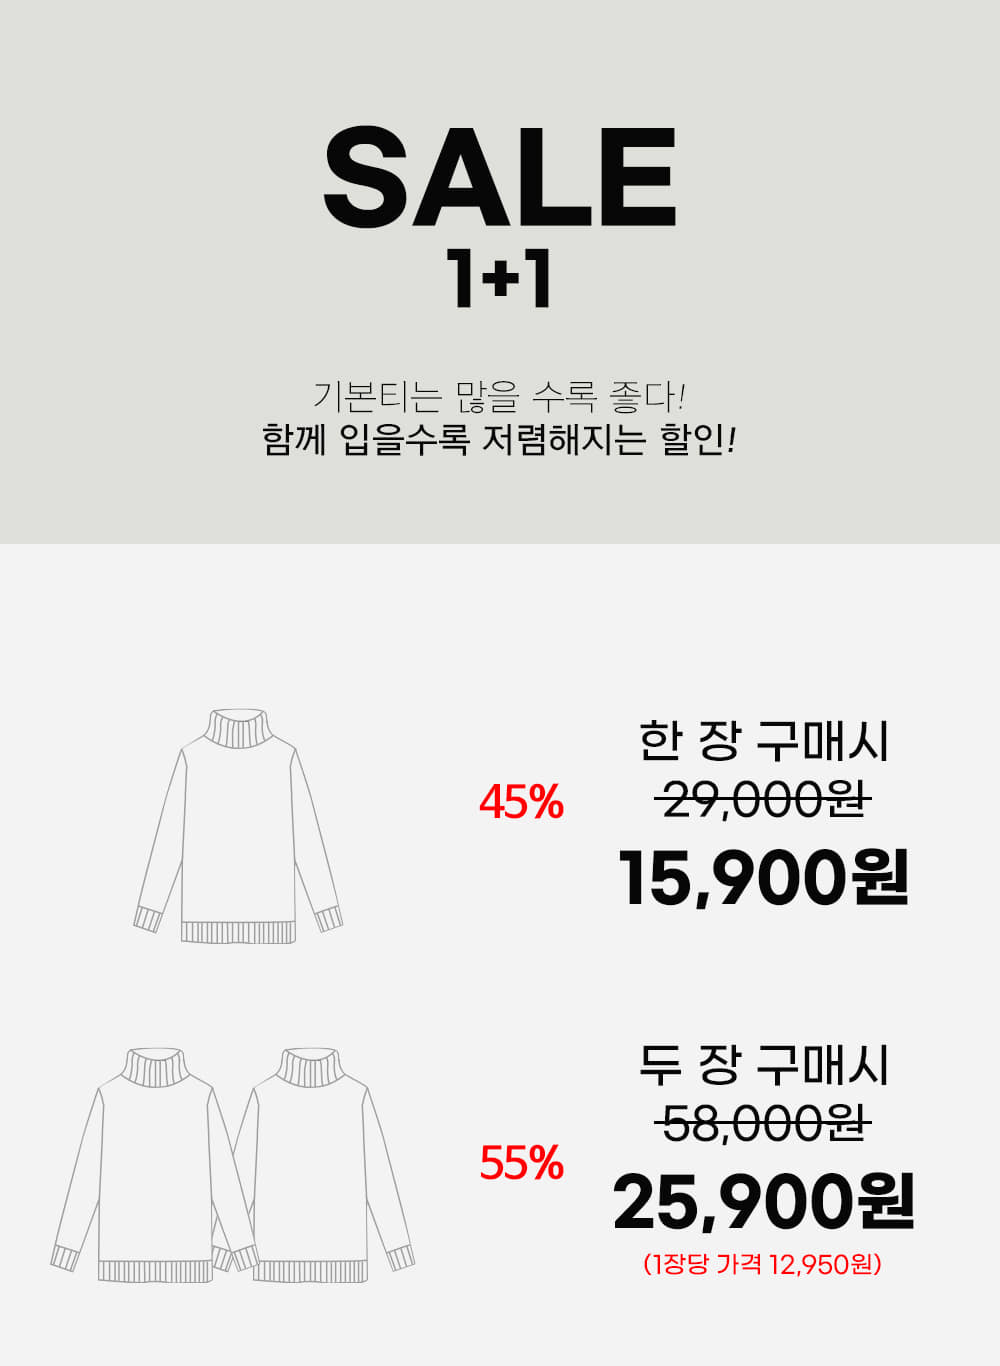 SALE
1+1
기본티는 많을 수록 좋다!
함께 입을수록 저렴해지는 할인!
한 장 구매시
45%
29,000원
15,900원
두 장 구매시
58,000원
55%
25,900원
(1장당 가격 12,950원)